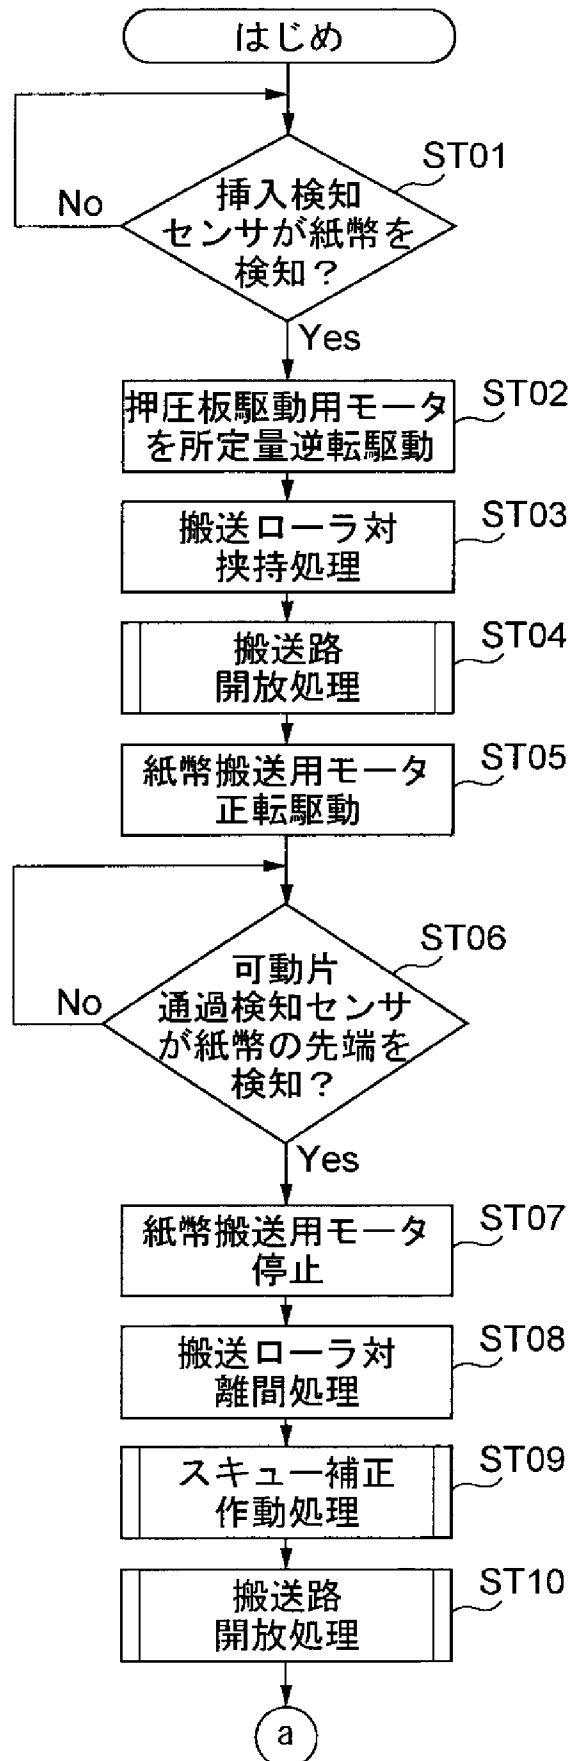 はじめ
ST01
挿入検知
センサが紙幣を
検知？
No
Yes
ST02
押圧板駆動用モータ
を所定量逆転駆動
ST03
搬送ローラ対
挟持処理
ST04
搬送路
開放処理
ST05
紙幣搬送用モータ
正転駆動
ST06
可動片
通過検知センサ
が紙幣の先端を
検知？
No
Yes
ST07
紙幣搬送用モータ
停止
ST08
搬送ローラ対
離間処理
ST09
スキュー補正
作動処理
ST10
搬送路
開放処理
a